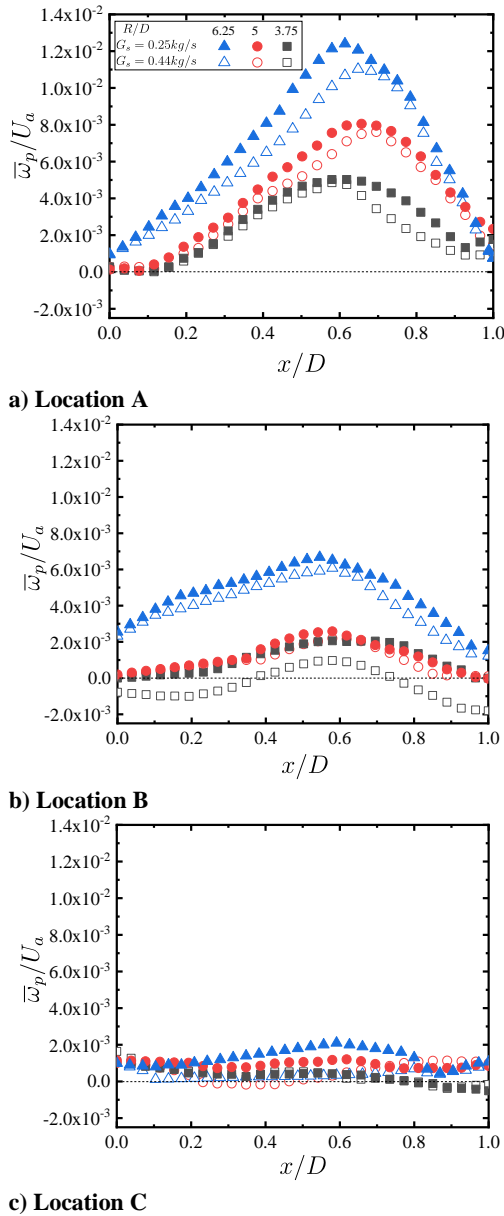 1.4x10⁻²
R/D 6.25 5 3.75
Gₛ = 0.25kg/s
Gₛ = 0.44kg/s
1.2x10⁻²
1.0x10⁻²
8.0x10⁻³
6.0x10⁻³
4.0x10⁻³
2.0x10⁻³
0.0
-2.0x10⁻³
ω̅ₚ/Uₐ
0.0 0.2 0.4 0.6 0.8 1.0
x/D
a) Location A
1.4x10⁻²
1.2x10⁻²
1.0x10⁻²
8.0x10⁻³
6.0x10⁻³
4.0x10⁻³
2.0x10⁻³
0.0
-2.0x10⁻³
ω̅ₚ/Uₐ
0.0 0.2 0.4 0.6 0.8 1.0
x/D
b) Location B
1.4x10⁻²
1.2x10⁻²
1.0x10⁻²
8.0x10⁻³
6.0x10⁻³
4.0x10⁻³
2.0x10⁻³
0.0
-2.0x10⁻³
ω̅ₚ/Uₐ
0.0 0.2 0.4 0.6 0.8 1.0
x/D
c) Location C